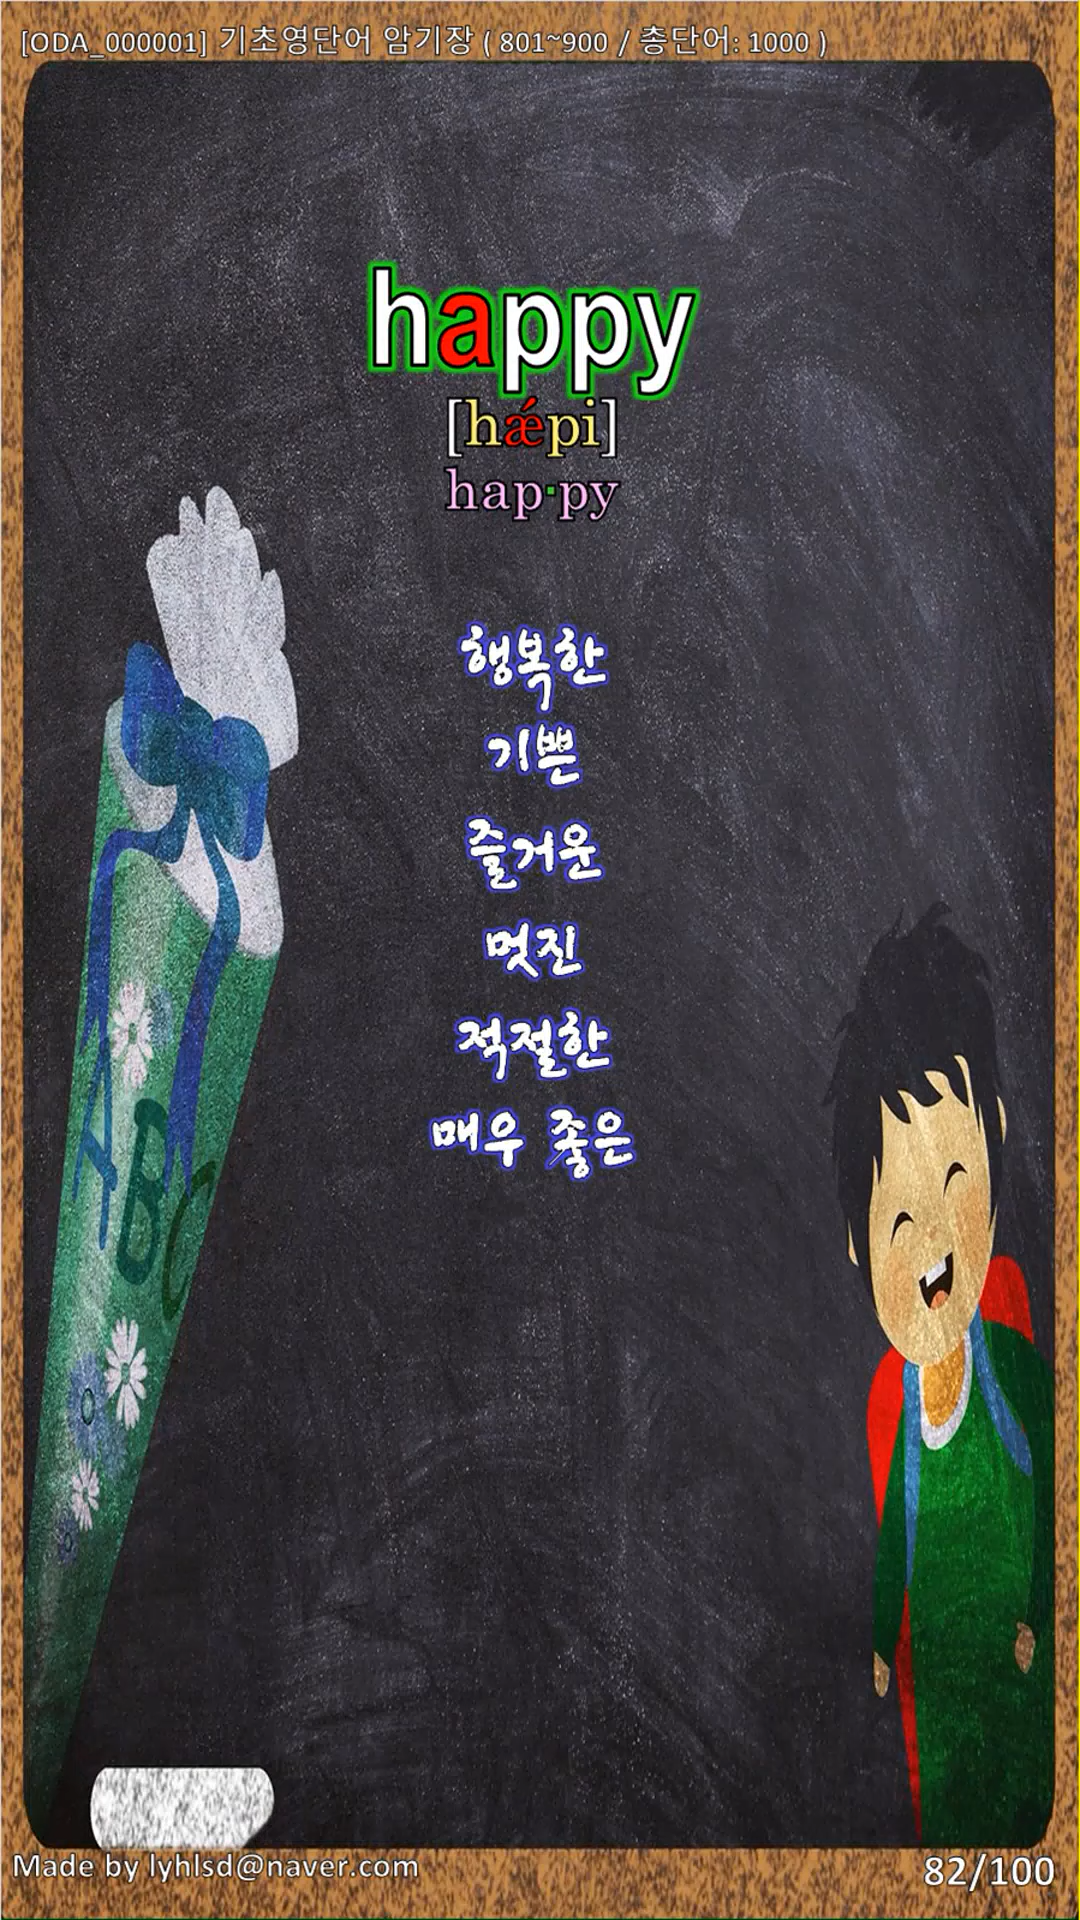 [ODA_000001] 기초영단어 암기장 ( 801~900 / 총단어: 1000 )
happy
[hǽpi]
hap·py
행복한
기쁜
즐거운
멋진
적절한
매우 좋은
ABC
Made by lyhlsd@naver.com
82/100